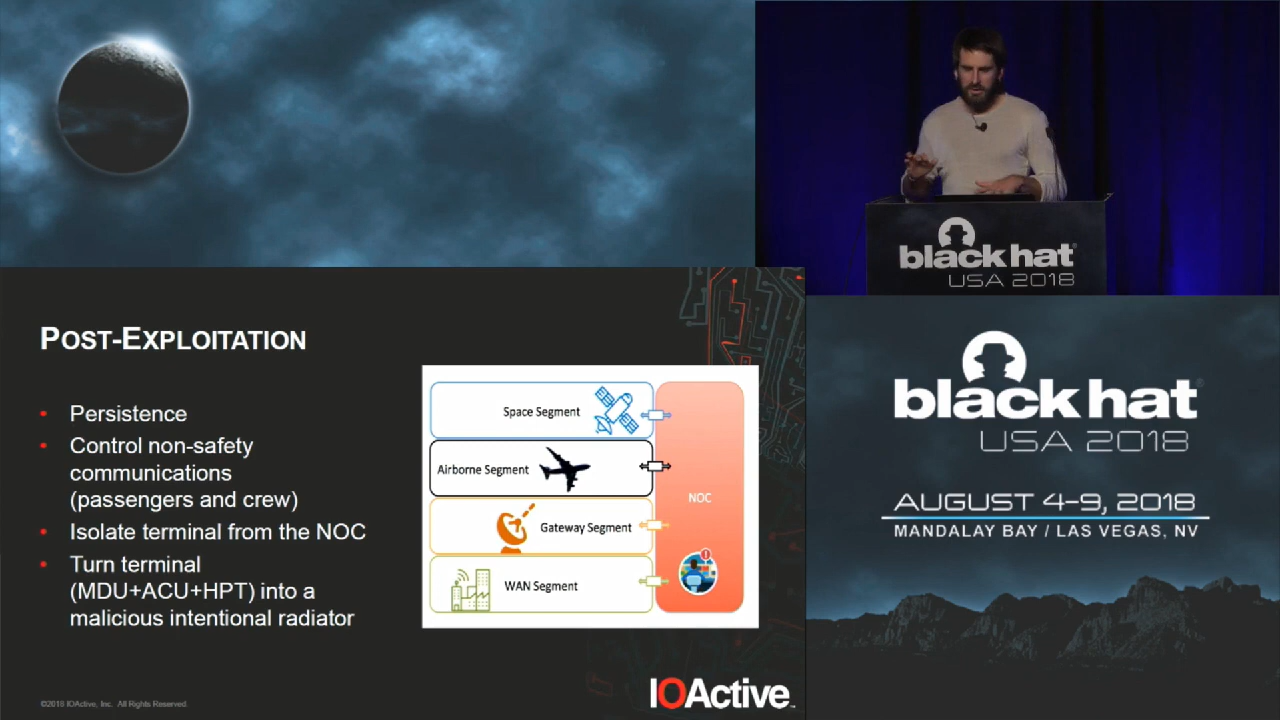 black hat
USA 2018
POST-EXPLOITATION
• Persistence
• Control non-safety
communications
(passengers and crew)
• Isolate terminal from the NOC
• Turn terminal
(MDU+ACU+HPT) into a
malicious intentional radiator
Space Segment
Airborne Segment
NOC
Gateway Segment
WAN Segment
©2018 IOActive, Inc. All Rights Reserved.
IOActive™
black hat®
USA 2018
AUGUST 4-9, 2018
MANDALAY BAY / LAS VEGAS, NV